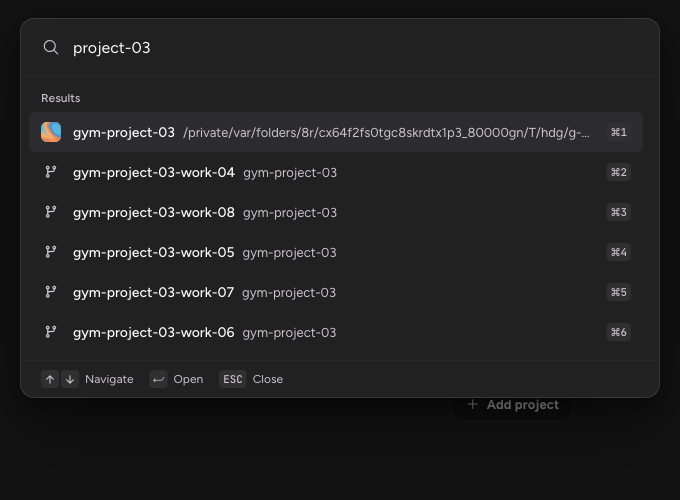 project-03
Results
gym-project-03 /private/var/folders/8r/cx64f2fs0tgc8skrdtx1p3_80000gn/T/hdg/g-… ⌘1
gym-project-03-work-04 gym-project-03 ⌘2
gym-project-03-work-08 gym-project-03 ⌘3
gym-project-03-work-05 gym-project-03 ⌘4
gym-project-03-work-07 gym-project-03 ⌘5
gym-project-03-work-06 gym-project-03 ⌘6
↑ ↓ Navigate ↩ Open ESC Close
+ Add project